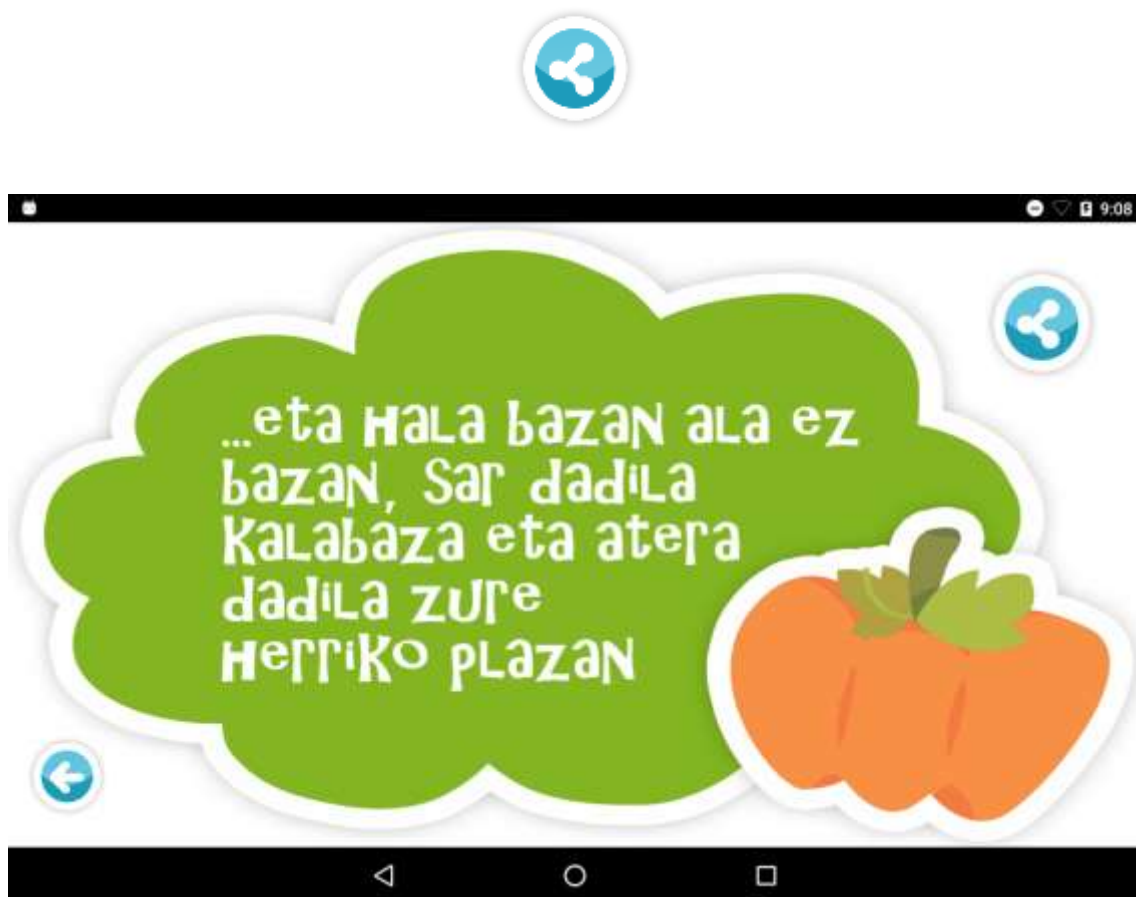 9:08
...eta Hala bazan ala ez
bazan, Sar dadila
Kalabaza eta atera
dadila zure
Herriko plazan